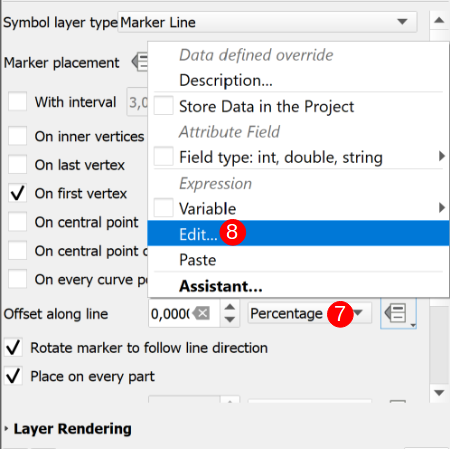 Symbol layer type Marker Line
Data defined override
Marker placement
Description...
With interval 3,0
Store Data in the Project
Attribute Field
On inner vertices
Field type: int, double, string
On last vertex
Expression
On first vertex
Variable
On central point
Edit... 8
On central point
Paste
On every curve
Assistant...
Offset along line 0,0000 Percentage 7
Rotate marker to follow line direction
Place on every part
Layer Rendering